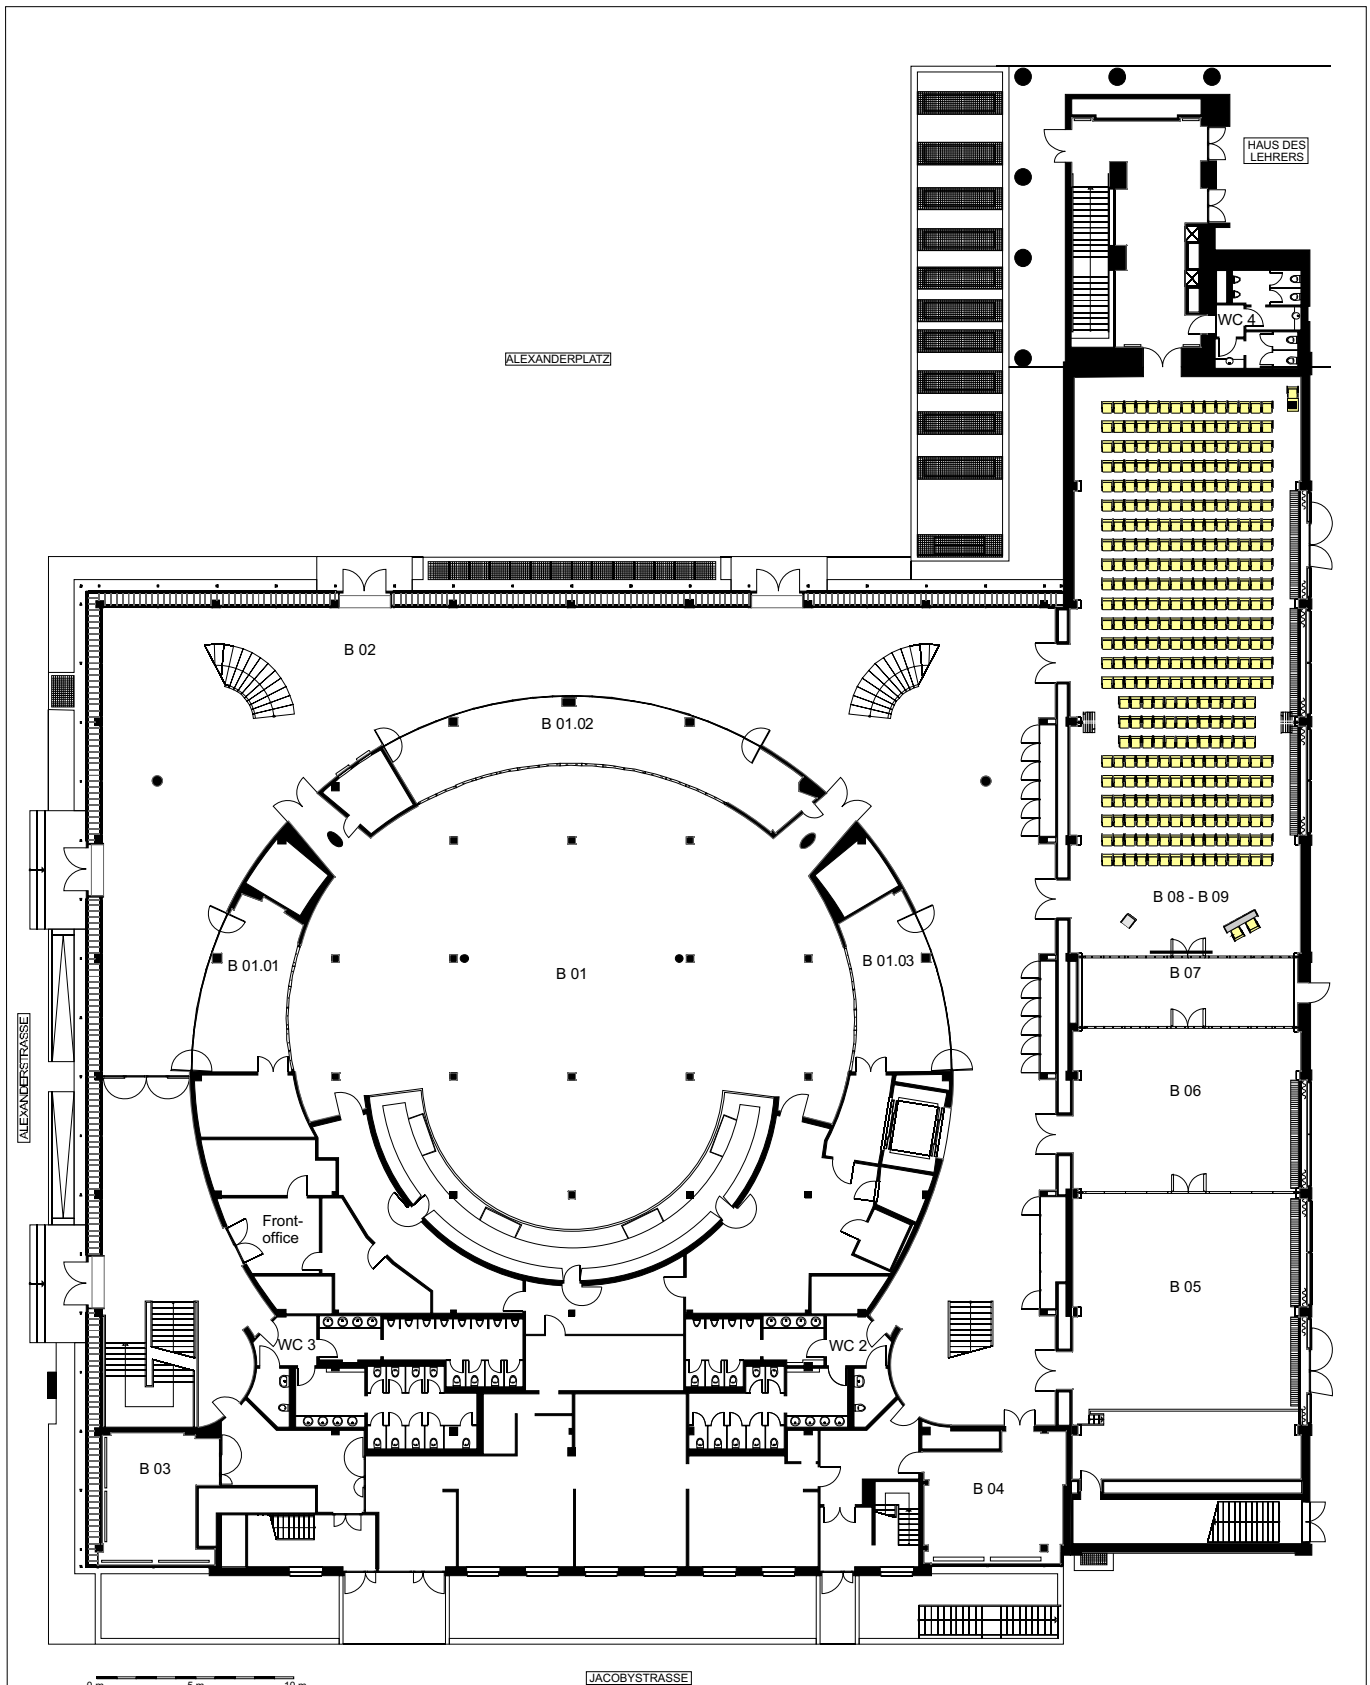 HAUS DES
LEHRERS
WC 4
ALEXANDERPLATZ
B 02
B 01.02
B 08 - B 09
B 01.01
B 01
B 01.03
B 07
ALEXANDERSTRASSE
B 06
Front-
office
B 05
WC 3
WC 2
B 03
B 04
JACOBYSTRASSE
0 m 5 m 10 m